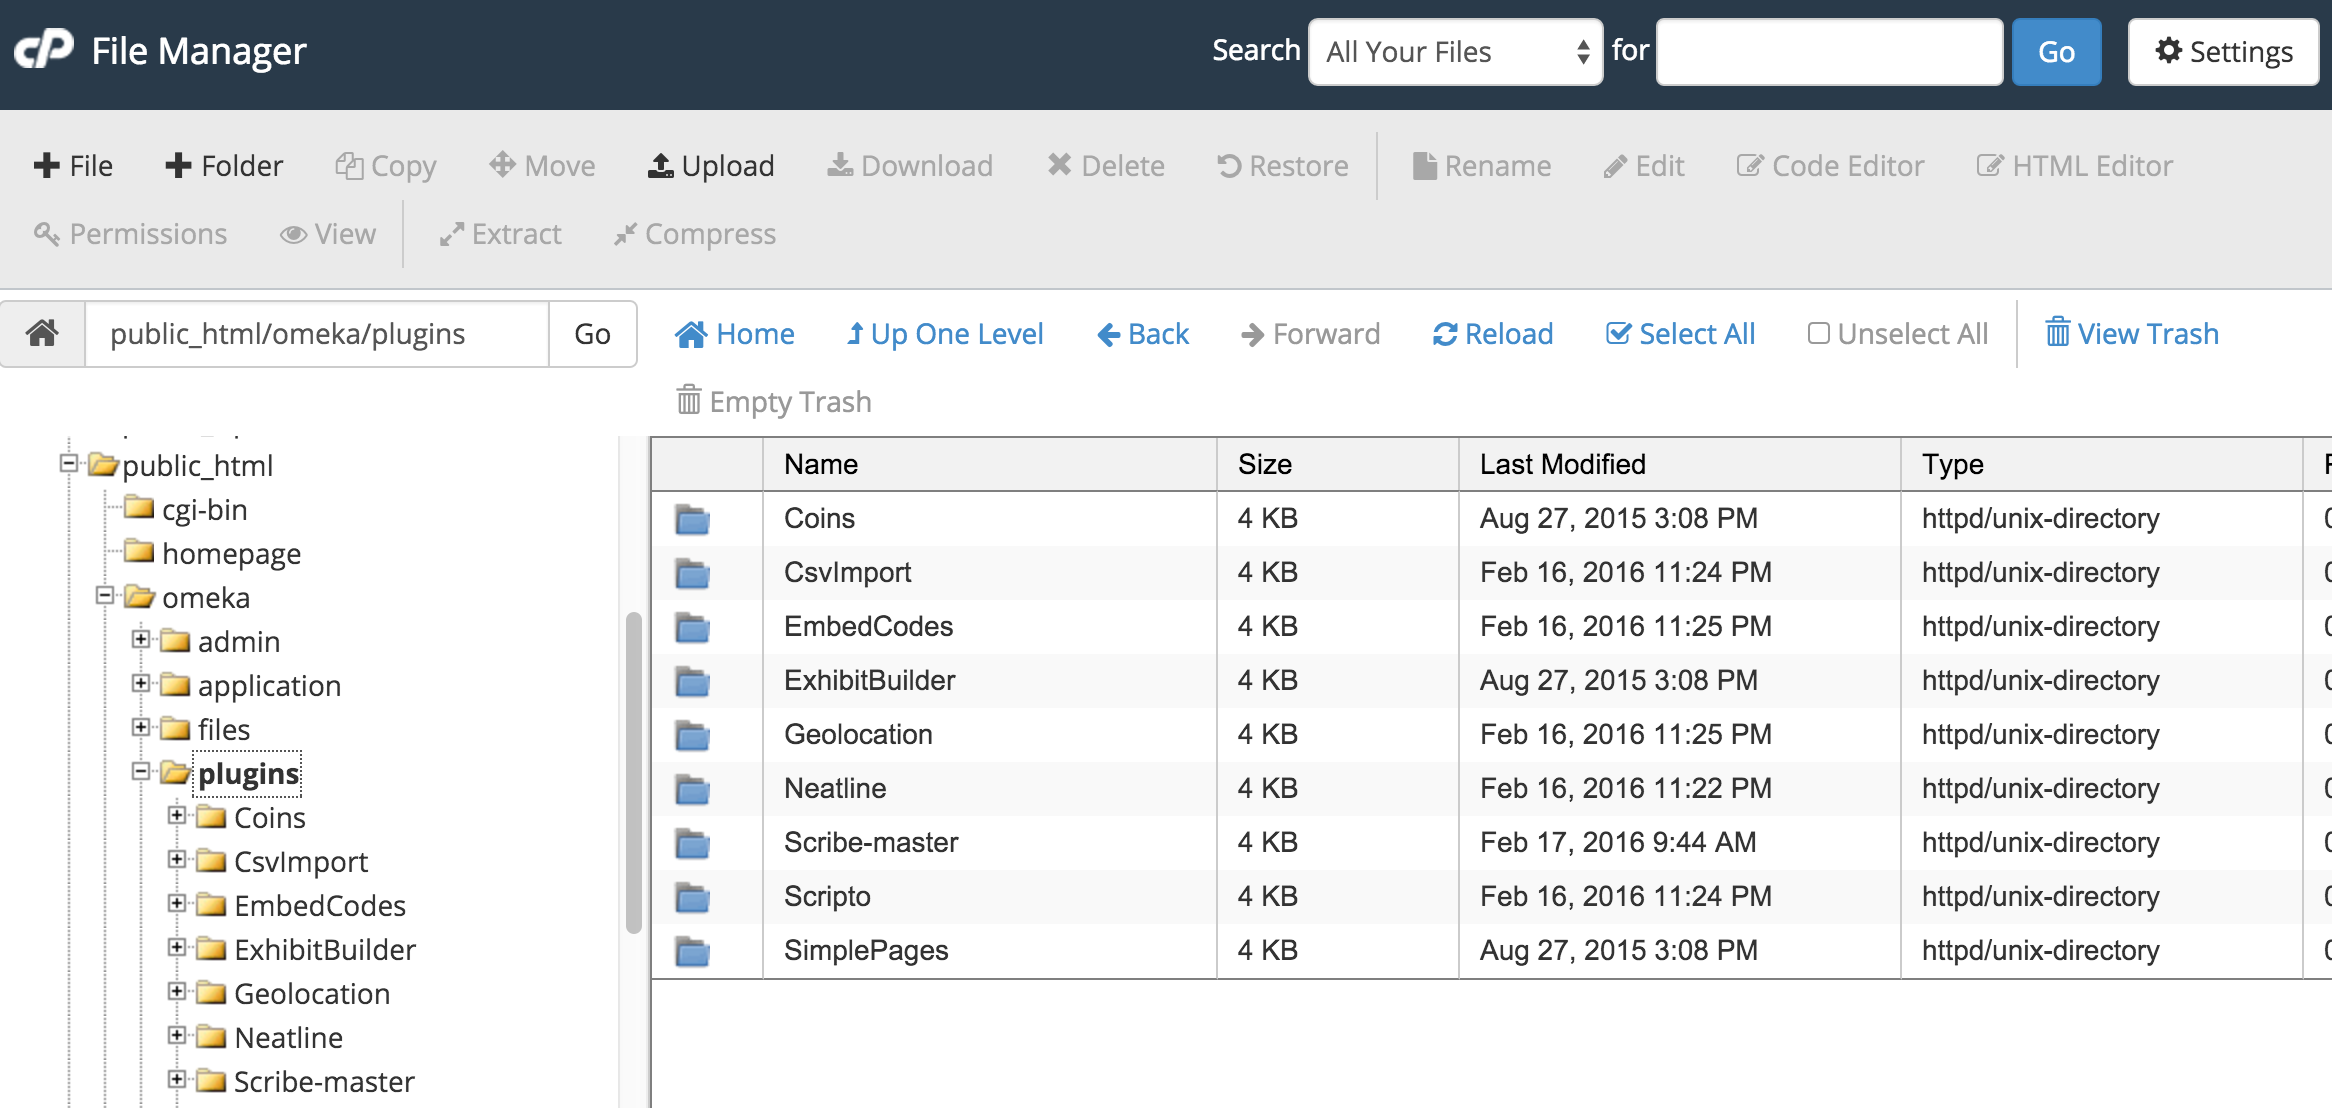 cP File Manager Search All Your Files for Go Settings
File Folder Copy Move Upload Download Delete Restore Rename Edit Code Editor HTML Editor
Permissions View Extract Compress
public_html/omeka/plugins Go Home Up One Level Back Forward Reload Select All Unselect All View Trash
Empty Trash
public_html
cgi-bin
homepage
omeka
admin
application
files
plugins
Coins
CsvImport
EmbedCodes
ExhibitBuilder
Geolocation
Neatline
Scribe-master
Name Size Last Modified Type
Coins 4 KB Aug 27, 2015 3:08 PM httpd/unix-directory
CsvImport 4 KB Feb 16, 2016 11:24 PM httpd/unix-directory
EmbedCodes 4 KB Feb 16, 2016 11:25 PM httpd/unix-directory
ExhibitBuilder 4 KB Aug 27, 2015 3:08 PM httpd/unix-directory
Geolocation 4 KB Feb 16, 2016 11:25 PM httpd/unix-directory
Neatline 4 KB Feb 16, 2016 11:22 PM httpd/unix-directory
Scribe-master 4 KB Feb 17, 2016 9:44 AM httpd/unix-directory
Scripto 4 KB Feb 16, 2016 11:24 PM httpd/unix-directory
SimplePages 4 KB Aug 27, 2015 3:08 PM httpd/unix-directory